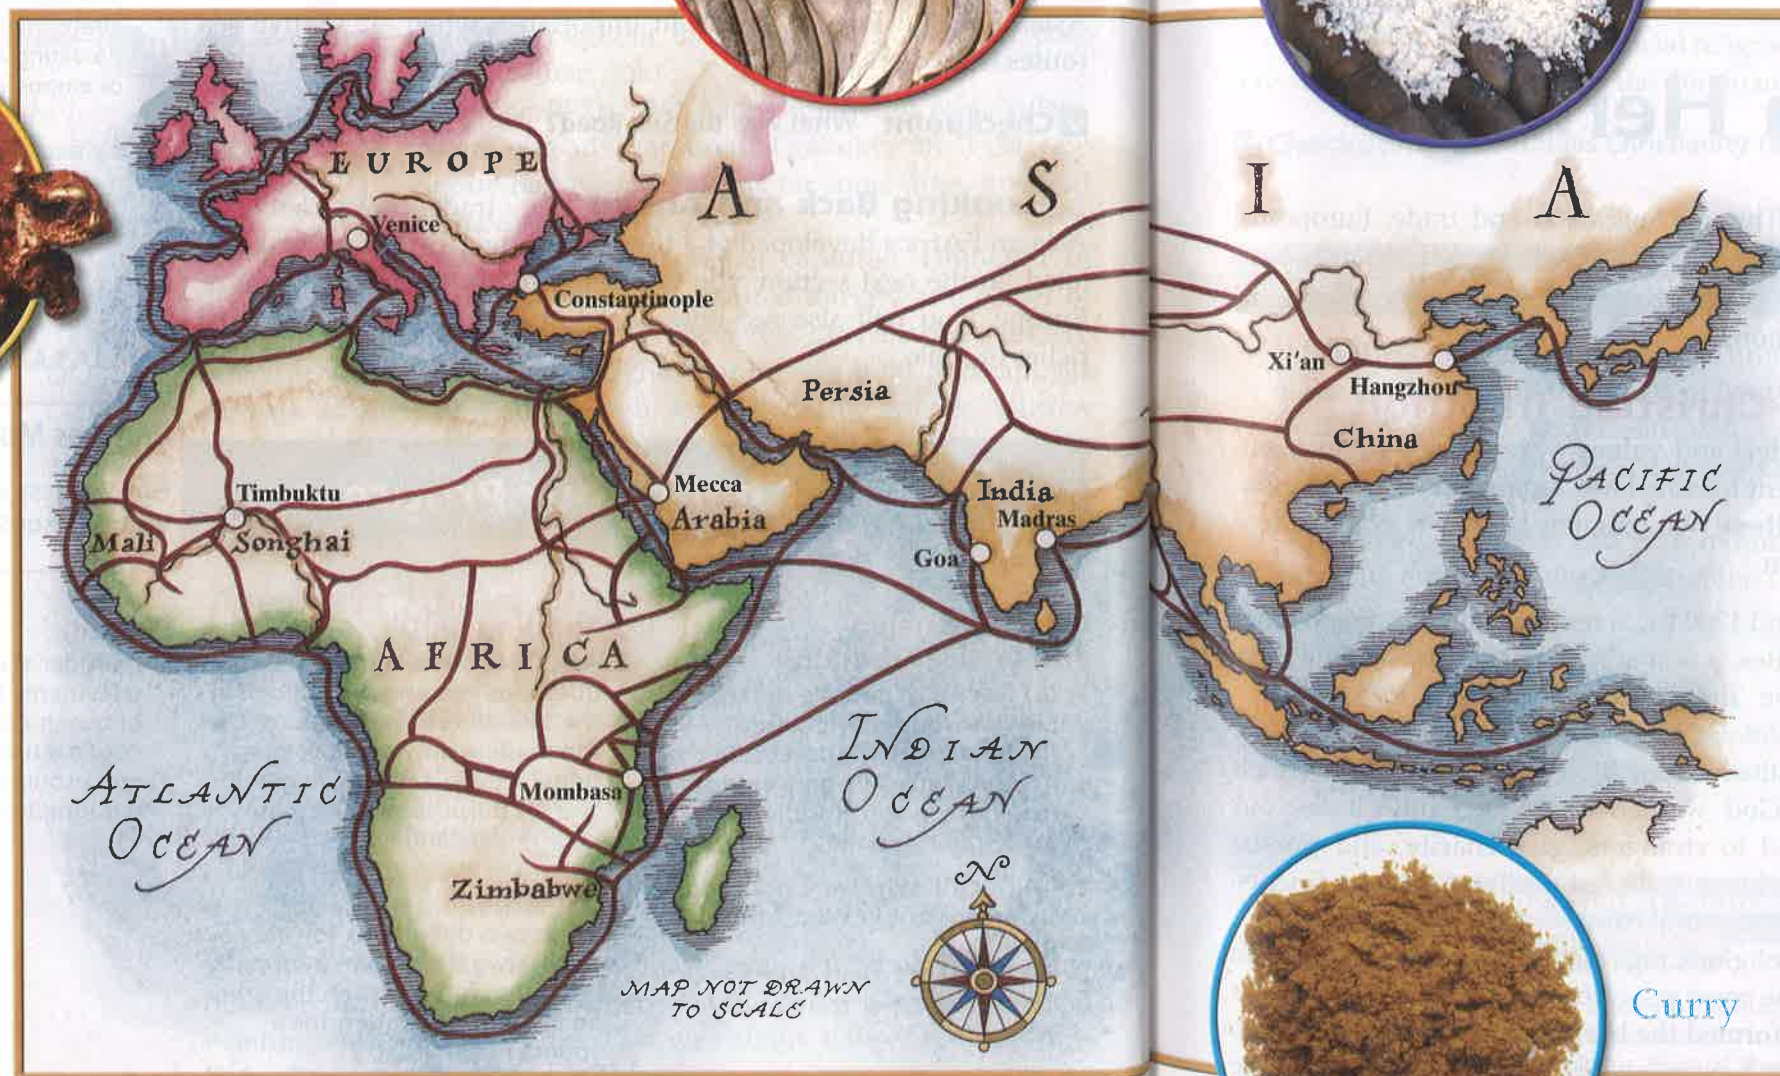 EUROPE
ASIA
Venice
Constantinople
Xi'an
Hangzhou
Persia
China
Mecca
Arabia
India
Madras
Goa
Timbuktu
Mali
Songhai
PACIFIC
OCEAN
AFRICA
INDIAN
OCEAN
ATLANTIC
OCEAN
Mombasa
Zimbabwe
N
MAP NOT DRAWN
TO SCALE
Curry